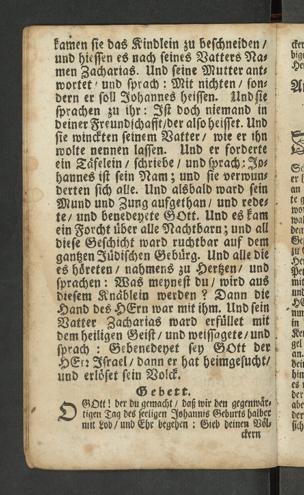 kamen sie das Kindlein zu beschneiden /
und hiessen es nach seines Vatters Na-
men Zacharias. Und seine Mutter ant-
wortet / und sprach: Mit nichten / son-
dern er soll Johannes heissen. Und sie
sprachen zu ihr: Ist doch niemand in
deiner Freundschafft / der also heisset. Und
sie winckten seinem Vatter / wie er ihn
wolte nennen lassen. Und er forderte
ein Täfelein / schriebe / und sprach: Jo-
hannes ist sein Nam; und sie verwun-
derten sich alle. Und alsbald ward sein
Mund und Zung aufgethan / und rede-
te / und benedeyete GOtt. Und es kam
ein Forcht über alle Nachtbarn; und all
diese Geschicht ward ruchtbar auf dem
gantzen Jüdischen Gebürg. Und alle die
es höreten / nahmens zu Hertzen / und
sprachen: Was meynest du / wird aus
diesem Knäblein werden? Dann die
Hand des HErn war mit ihm. Und sein
Vatter Zacharias ward erfüllet mit
dem heiligen Geist / und weissagete / und
sprach: Gebenedeyet sey GOtt der
HErr Israel / dann er hat heimgesucht /
und erlöset sein Volck.
Gebett.
O GOtt! der du gemacht / daß wir den gegenwär-
tigen Tag des seeligen Johannis Geburts halber
mit Lob / und Ehr begehen: Gieb deinen Völ-
ckern